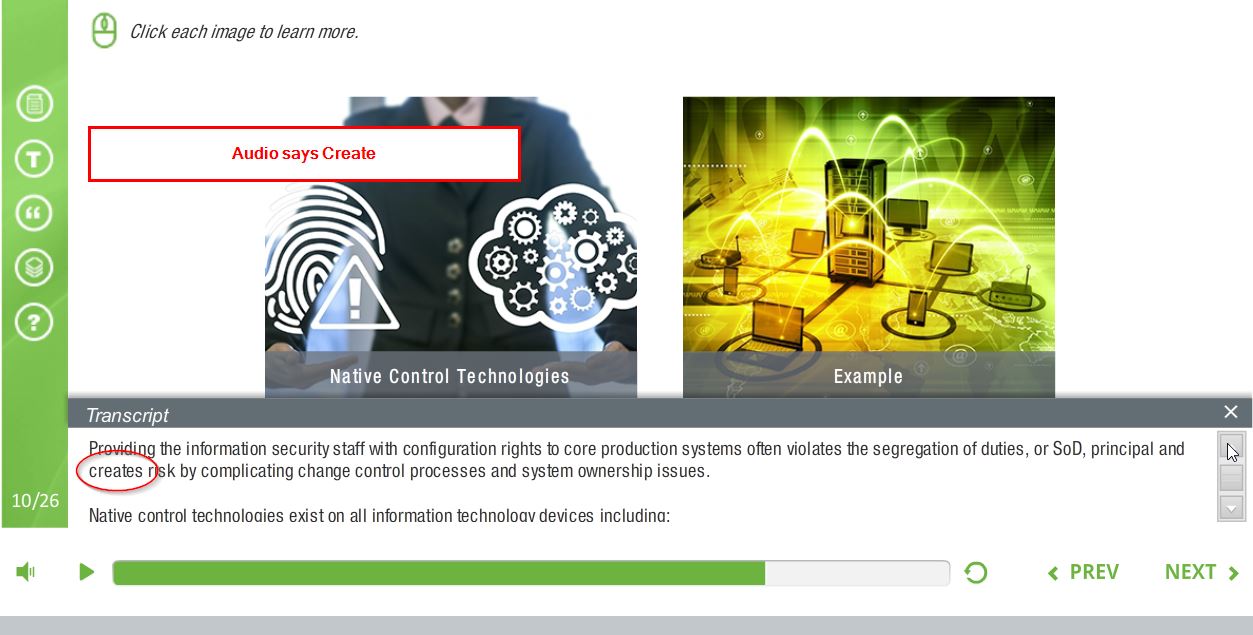 Click each image to learn more.
Audio says Create
Native Control Technologies
Example
Transcript
Providing the information security staff with configuration rights to core production systems often violates the segregation of duties, or SoD, principal and
creates risk by complicating change control processes and system ownership issues.
Native control technologies exist on all information technology devices including:
10/26
PREV
NEXT